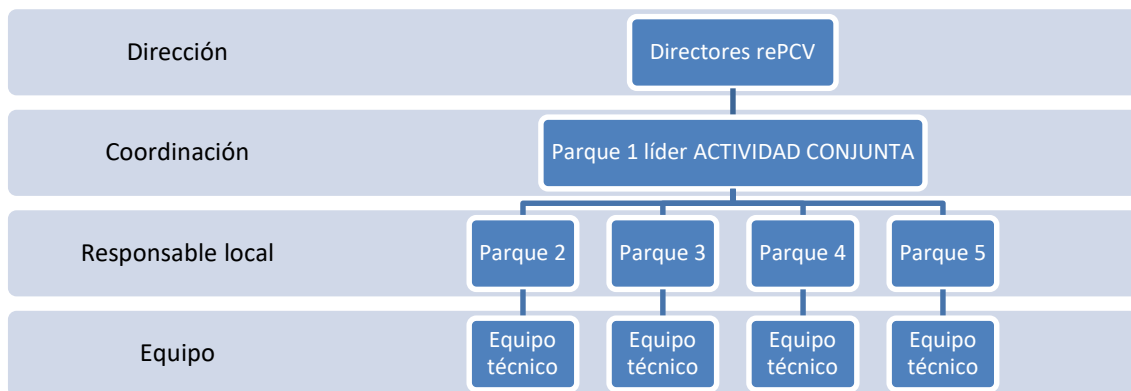 Dirección
Directores rePCV
Coordinación
Parque 1 líder ACTIVIDAD CONJUNTA
Responsable local
Parque 2
Parque 3
Parque 4
Parque 5
Equipo
Equipo
técnico
Equipo
técnico
Equipo
técnico
Equipo
técnico